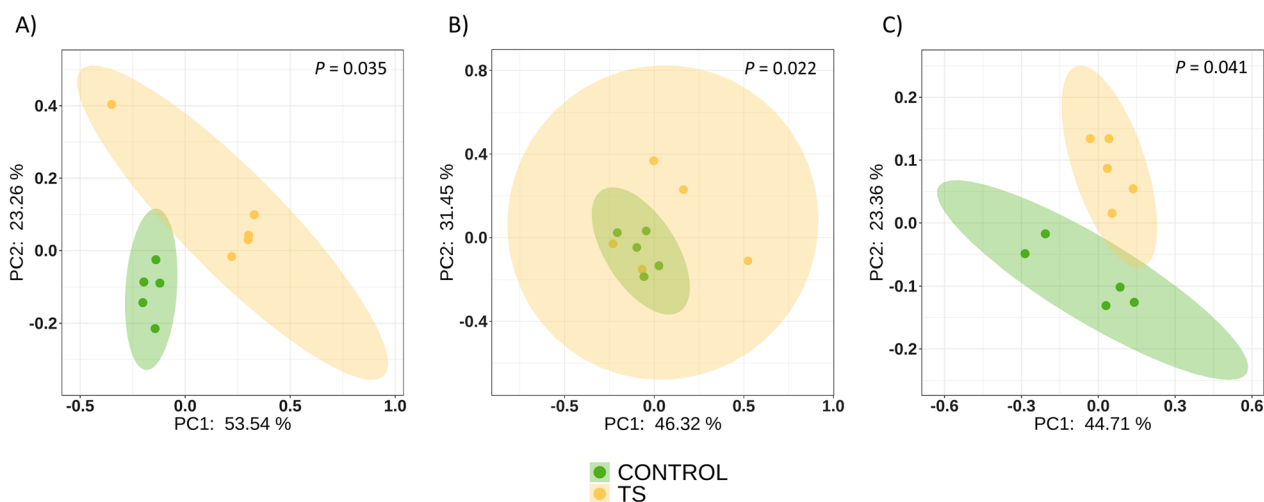 A)
P = 0.035
0.4
0.2
0.0
-0.2
PC2: 23.26 %
-0.5 0.0 0.5 1.0
PC1: 53.54 %
B)
P = 0.022
0.8
0.4
0.0
-0.4
PC2: 31.45 %
-0.5 0.0 0.5 1.0
PC1: 46.32 %
C)
P = 0.041
0.2
0.1
0.0
-0.1
-0.2
PC2: 23.36 %
-0.6 -0.3 0.0 0.3 0.6
PC1: 44.71 %
CONTROL
TS